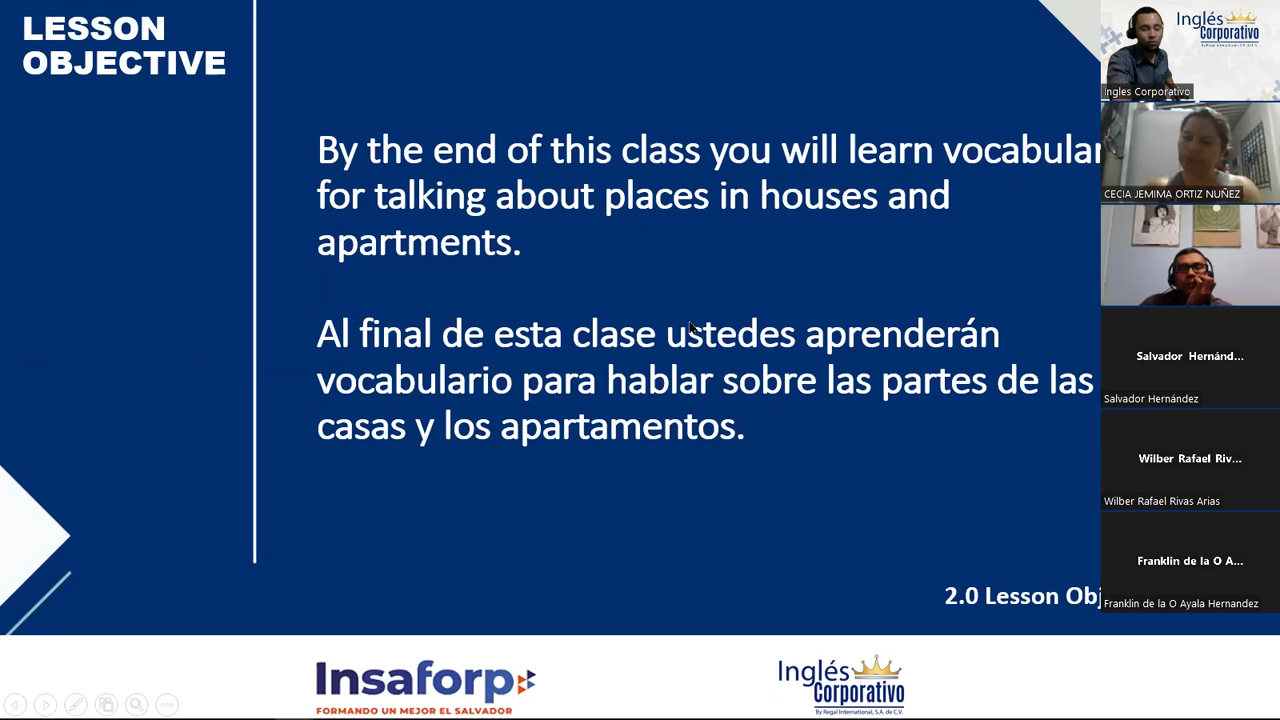 LESSON
OBJECTIVE
By the end of this class you will learn vocabular
for talking about places in houses and
apartments.
Al final de esta clase ustedes aprenderán
vocabulario para hablar sobre las partes de las
casas y los apartamentos.
2.0 Lesson Obj
Insaforp
FORMANDO UN MEJOR EL SALVADOR
Inglés
Corporativo
By Regal International, S.A. de C.V.
Inglés
Corporativo
Ingles Corporativo
CECIA JEMIMA ORTIZ NUÑEZ
Salvador Hernánd...
Salvador Hernández
Wilber Rafael Riv...
Wilber Rafael Rivas Arias
Franklin de la O A...
Franklin de la O Ayala Hernandez